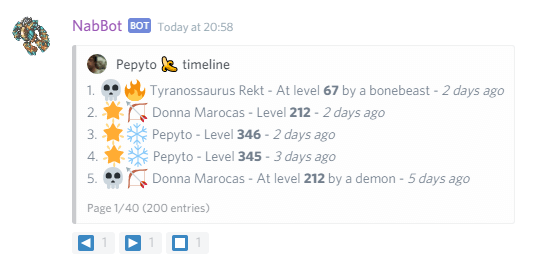 NabBot BOT Today at 20:58
Pepyto timeline
1. Tyranossaurus Rekt - At level 67 by a bonebeast - 2 days ago
2. Donna Marocas - Level 212 - 2 days ago
3. Pepyto - Level 346 - 2 days ago
4. Pepyto - Level 345 - 3 days ago
5. Donna Marocas - At level 212 by a demon - 5 days ago
Page 1/40 (200 entries)
1 1 1